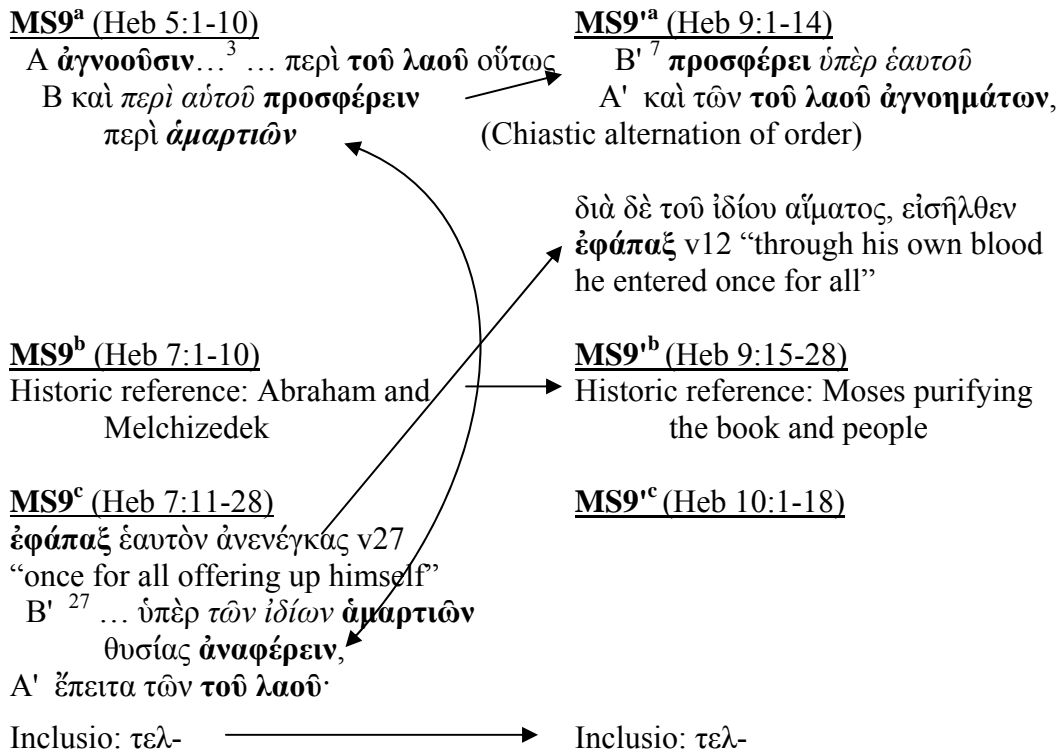 MS9ᵃ (Heb 5:1-10)
A ἀγνοοῦσιν…³ … περὶ τοῦ λαοῦ οὕτως
B καὶ περὶ αὐτοῦ προσφέρειν
περὶ ἁμαρτιῶν
MS9'ᵃ (Heb 9:1-14)
B' ⁷ προσφέρει ὑπὲρ ἑαυτοῦ
A' καὶ τῶν τοῦ λαοῦ ἀγνοημάτων,
(Chiastic alternation of order)
διὰ δὲ τοῦ ἰδίου αἵματος, εἰσῆλθεν
ἐφάπαξ v12 “through his own blood
he entered once for all”
MS9ᵇ (Heb 7:1-10)
Historic reference: Abraham and
Melchizedek
MS9'ᵇ (Heb 9:15-28)
Historic reference: Moses purifying
the book and people
MS9ᶜ (Heb 7:11-28)
ἐφάπαξ ἑαυτὸν ἀνενέγκας v27
“once for all offering up himself”
B' ²⁷ … ὑπὲρ τῶν ἰδίων ἁμαρτιῶν
θυσίας ἀναφέρειν,
A' ἔπειτα τῶν τοῦ λαοῦ·
MS9'ᶜ (Heb 10:1-18)
Inclusio: τελ-
Inclusio: τελ-